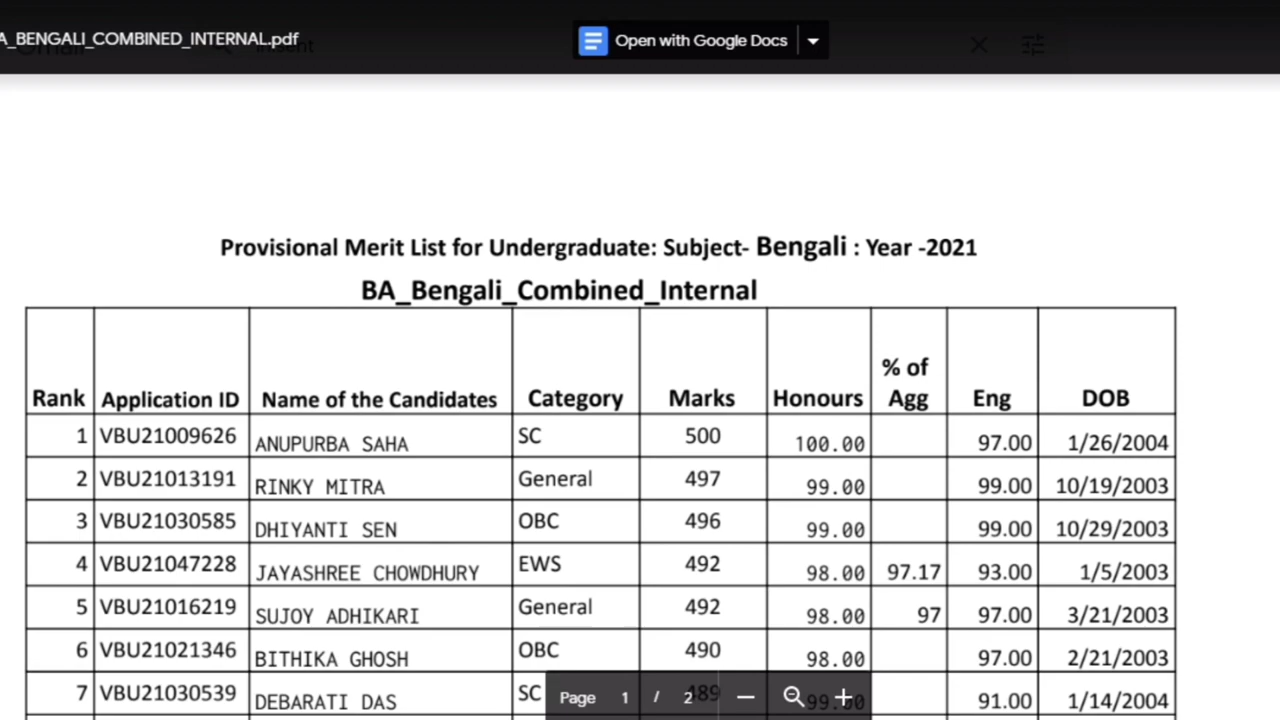 A_BENGALI_COMBINED_INTERNAL.pdf Open with Google Docs
Provisional Merit List for Undergraduate: Subject- Bengali : Year -2021
BA_Bengali_Combined_Internal
Rank Application ID Name of the Candidates Category Marks Honours % of Agg Eng DOB
1 VBU21009626 ANUPURBA SAHA SC 500 100.00 97.00 1/26/2004
2 VBU21013191 RINKY MITRA General 497 99.00 99.00 10/19/2003
3 VBU21030585 DHIYANTI SEN OBC 496 99.00 99.00 10/29/2003
4 VBU21047228 JAYASHREE CHOWDHURY EWS 492 98.00 97.17 93.00 1/5/2003
5 VBU21016219 SUJOY ADHIKARI General 492 98.00 97 97.00 3/21/2003
6 VBU21021346 BITHIKA GHOSH OBC 490 98.00 97.00 2/21/2003
7 VBU21030539 DEBARATI DAS SC 489 99.00 91.00 1/14/2004
Page 1 / 2